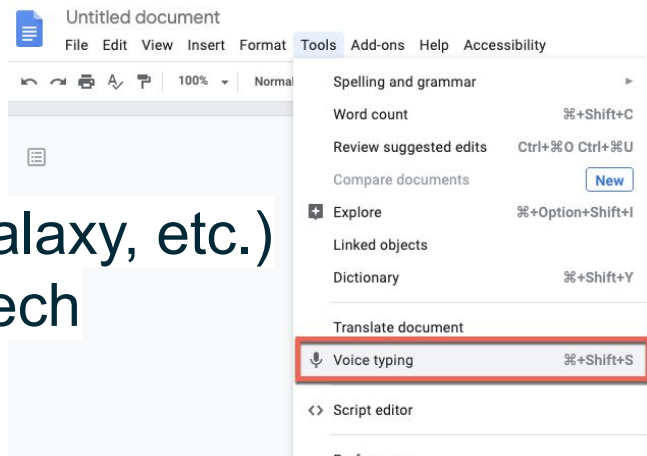 Untitled document
File Edit View Insert Format Tools Add-ons Help Accessibility
100% Normal
Spelling and grammar
Word count ⌘+Shift+C
Review suggested edits Ctrl+⌘O Ctrl+⌘U
Compare documents New
Explore ⌘+Option+Shift+I
Linked objects
Dictionary ⌘+Shift+Y
alaxy, etc.)
ech
Translate document
Voice typing ⌘+Shift+S
Script editor